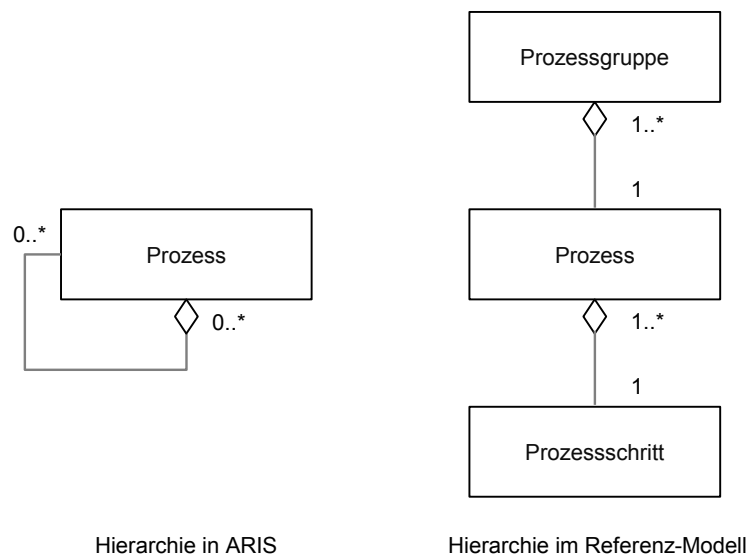 Prozessgruppe
1..*
1
0..*
Prozess
Prozess
0..*
1..*
1
Prozessschritt
Hierarchie in ARIS
Hierarchie im Referenz-Modell